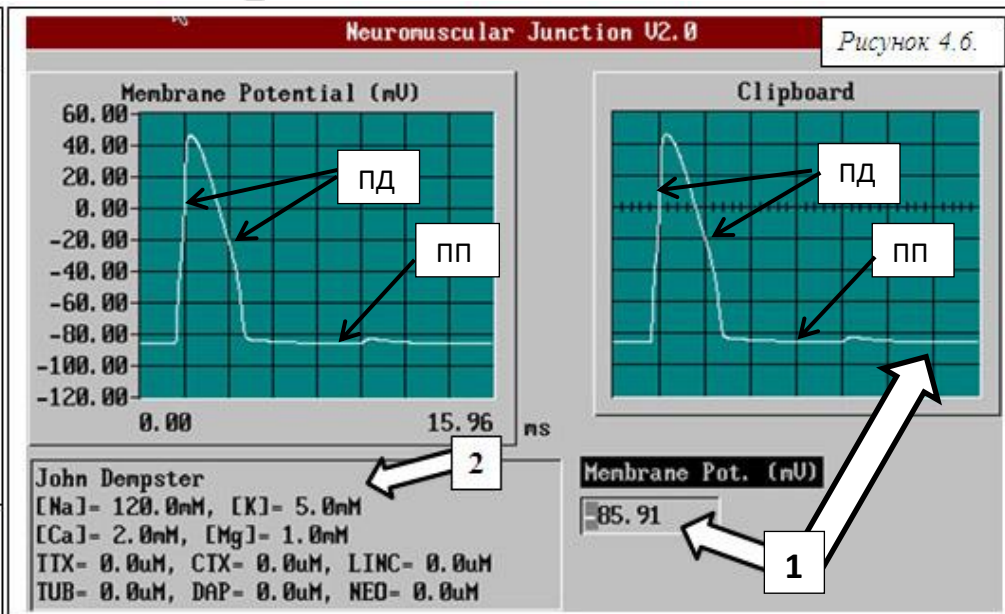 Neuromuscular Junction V2.0
Рисунок 4.6.
Membrane Potential (mV)
60.00
40.00
20.00
0.00
-20.00
-40.00
-60.00
-80.00
-100.00
-120.00
0.00
15.96
ms
ПД
ПП
Clipboard
ПД
ПП
2
John Dempster
[Na]= 120.0mM, [K]= 5.0mM
[Ca]= 2.0mM, [Mg]= 1.0mM
TTX= 0.0uM, CTX= 0.0uM, LINC= 0.0uM
TUB= 0.0uM, DAP= 0.0uM, NEO= 0.0uM
Membrane Pot. (mV)
-85.91
1